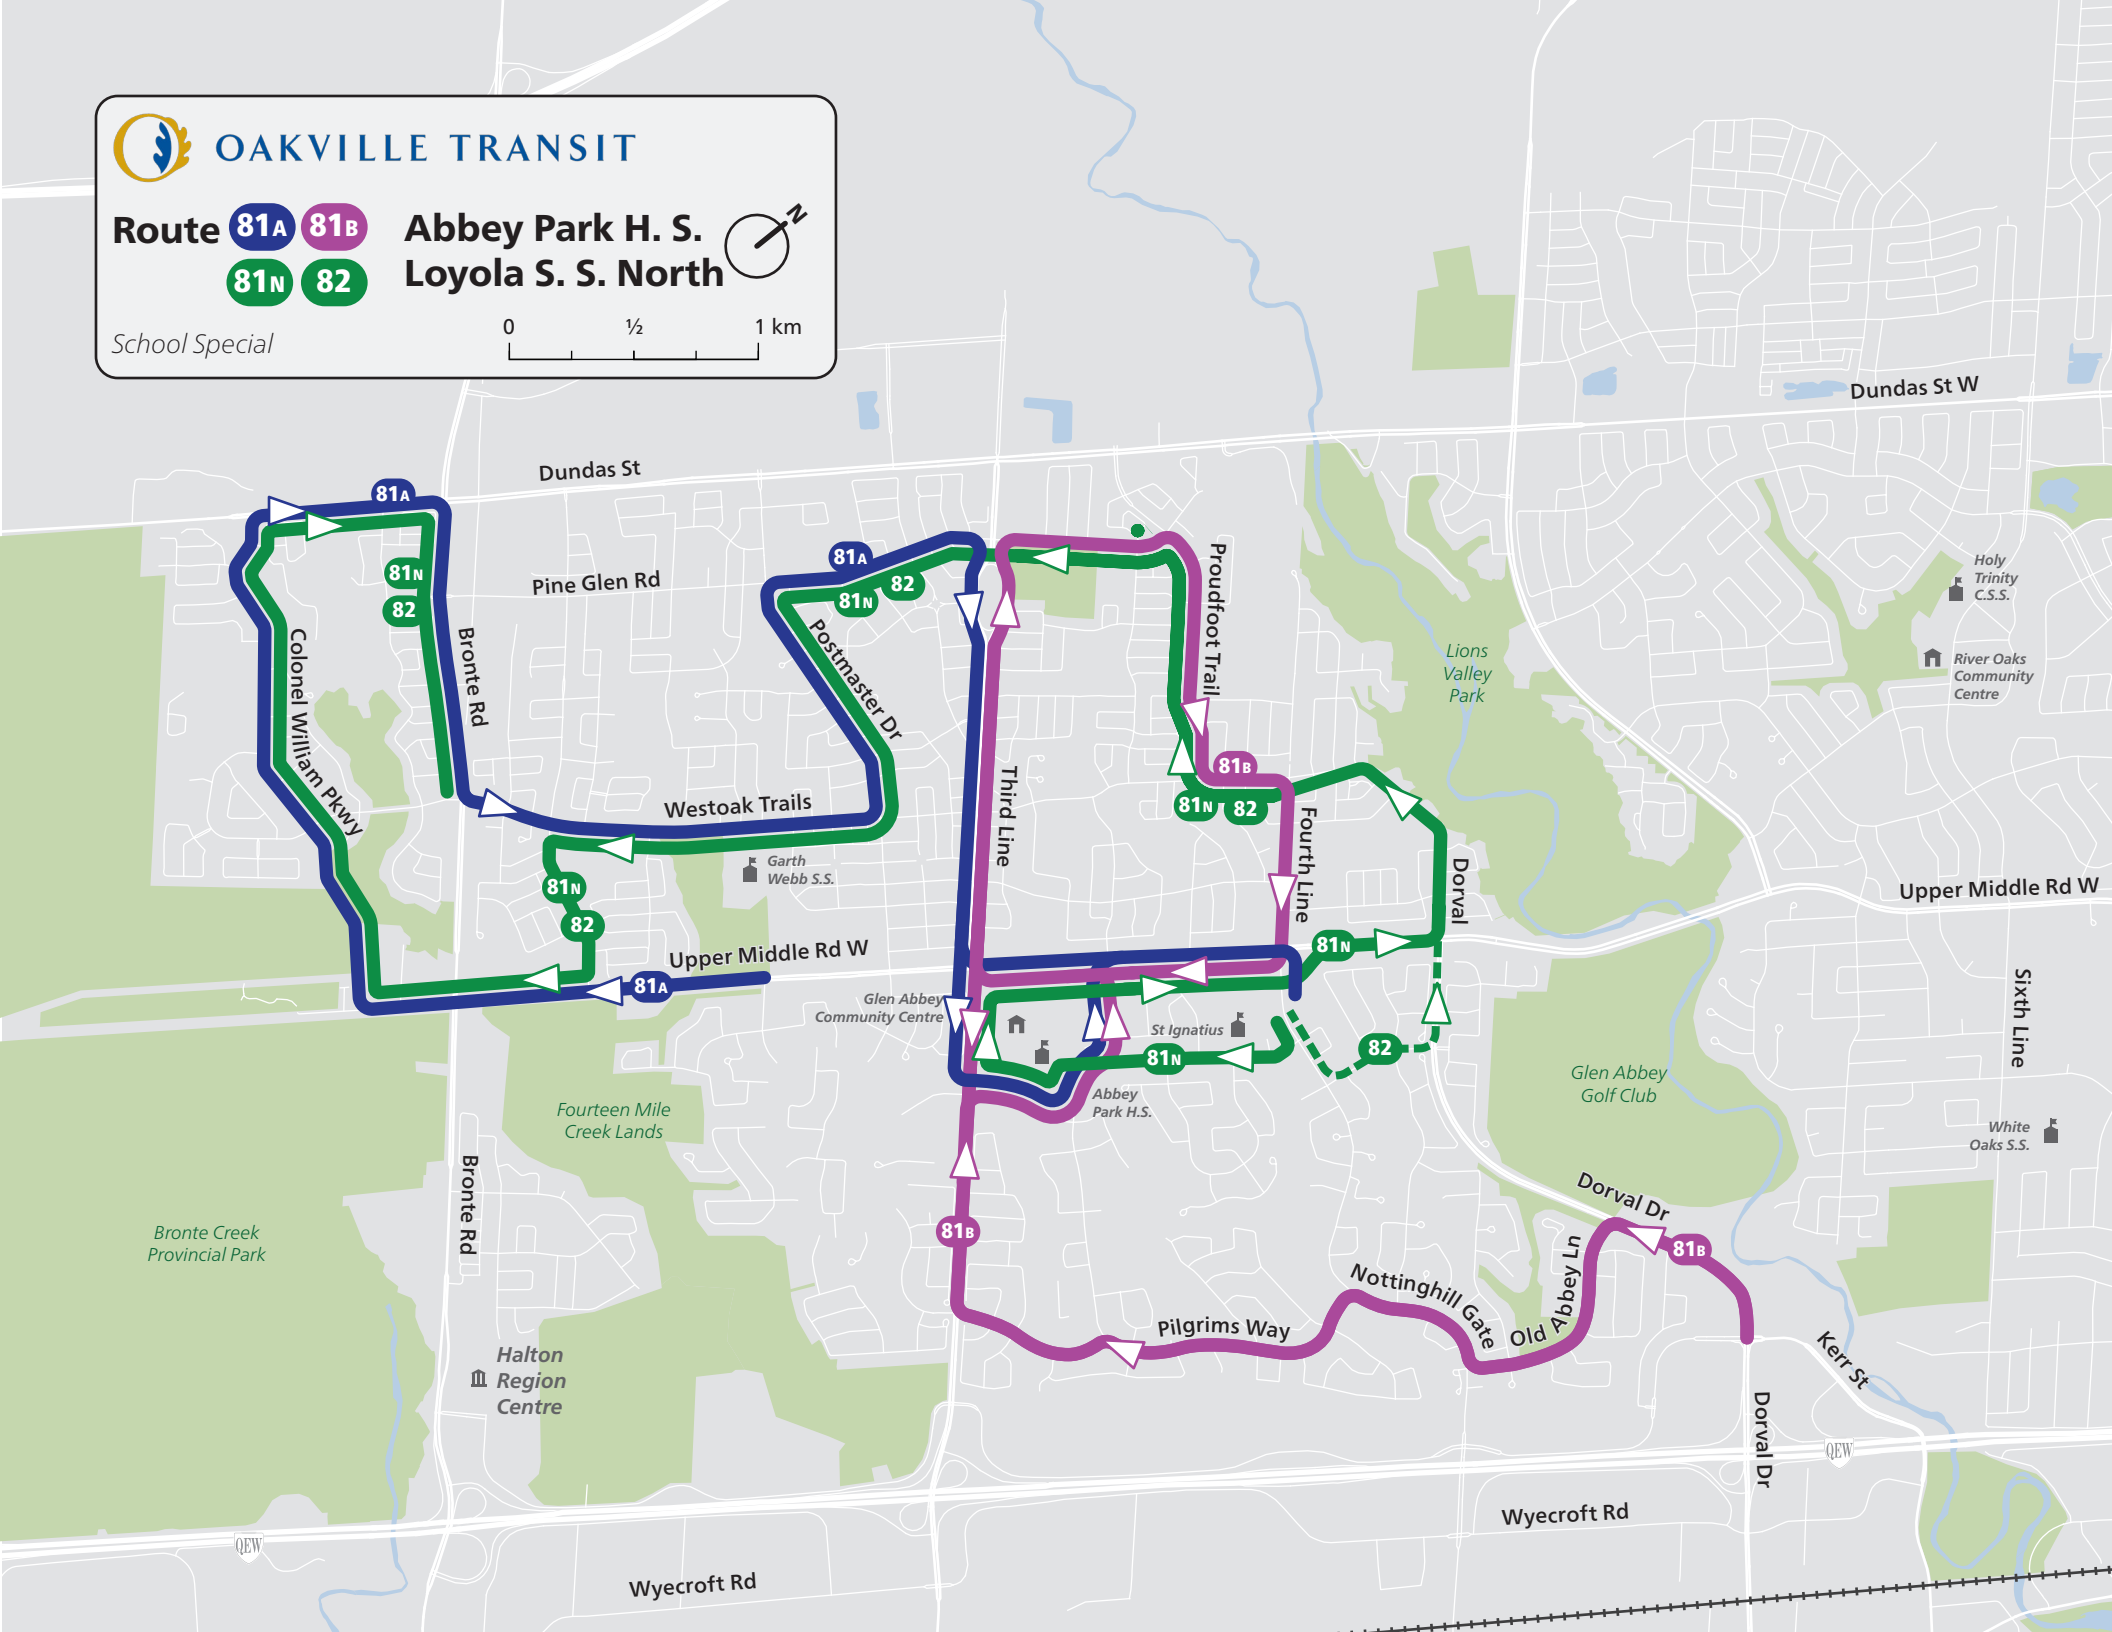 OAKVILLE TRANSIT
Route 81A 81B
81N 82
Abbey Park H. S.
Loyola S. S. North
N
School Special
0 ½ 1 km
Dundas St W
Dundas St
81A
81N
82
Pine Glen Rd
81A
82
81N
Postmaster Dr
Colonel William Pkwy
Bronte Rd
Westoak Trails
Garth
Webb S.S.
Proudfoot Trail
Third Line
81B
81N
82
Fourth Line
Dorval
Lions
Valley
Park
Holy
Trinity
C.S.S.
River Oaks
Community
Centre
Upper Middle Rd W
81N
82
Upper Middle Rd W
81A
81N
Glen Abbey
Community Centre
St Ignatius
81N
82
Abbey
Park H.S.
Glen Abbey
Golf Club
Sixth Line
White
Oaks S.S.
Fourteen Mile
Creek Lands
Bronte Creek
Provincial Park
Bronte Rd
81B
Dorval Dr
81B
Old Abbey Ln
Nottinghill Gate
Pilgrims Way
Kerr St
Halton
Region
Centre
Dorval Dr
QEW
Wyecroft Rd
QEW
Wyecroft Rd